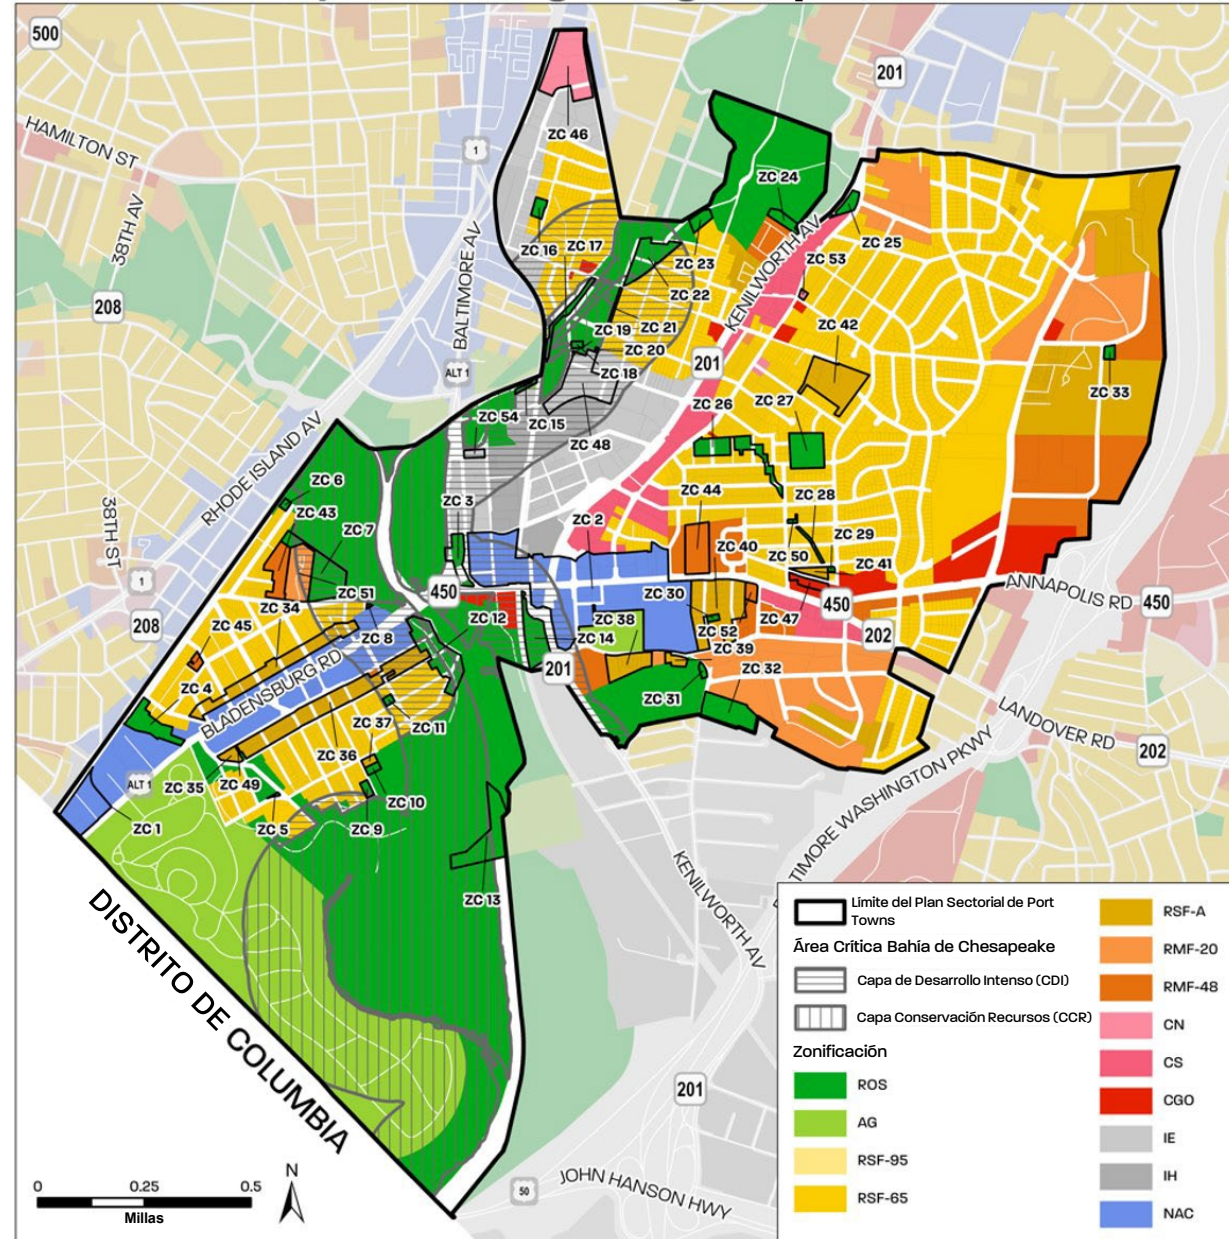 500
201
HAMILTON ST
1
ZC 46
38TH AV
ZC 24
BALTIMORE AV
ZC 16
ZC 17
ZC 25
ZC 23
ZC 53
KENILWORTH AV
208
ZC 22
ZC 19
ZC 21
ZC 42
ZC 20
201
ALT 1
ZC 18
ZC 33
ZC 26
ZC 27
ZC 54
ZC 15
ZC 48
RHODE ISLAND AV
ZC 6
ZC 43
ZC 7
ZC 3
ZC 2
ZC 44
ZC 28
38TH ST
ZC 29
ZC 40
ZC 50
ZC 41
1
ZC 51
450
ZC 30
ANNAPOLIS RD
450
ZC 34
450
208
ZC 45
ZC 8
ZC 12
ZC 38
ZC 14
ZC 52
ZC 47
202
ZC 39
201
ZC 32
ZC 4
BLADENSBURG RD
ZC 31
ZC 37
ZC 11
LANDOVER RD
202
ZC 36
ALT 1
ZC 35
ZC 49
ZC 10
ZC 1
ZC 5
ZC 9
TIMORE WASHINGTON PKWY
KENILWORTH AV
ZC 13
DISTRITO DE COLUMBIA
201
JOHN HANSON HWY
50
N
0
0.25
0.5
Millas
Limite del Plan Sectorial de Port
Towns
Área Crítica Bahía de Chesapeake
Capa de Desarrollo Intenso (CDI)
Capa Conservación Recursos (CCR)
Zonificación
ROS
AG
RSF-95
RSF-65
RSF-A
RMF-20
RMF-48
CN
CS
CGO
IE
IH
NAC